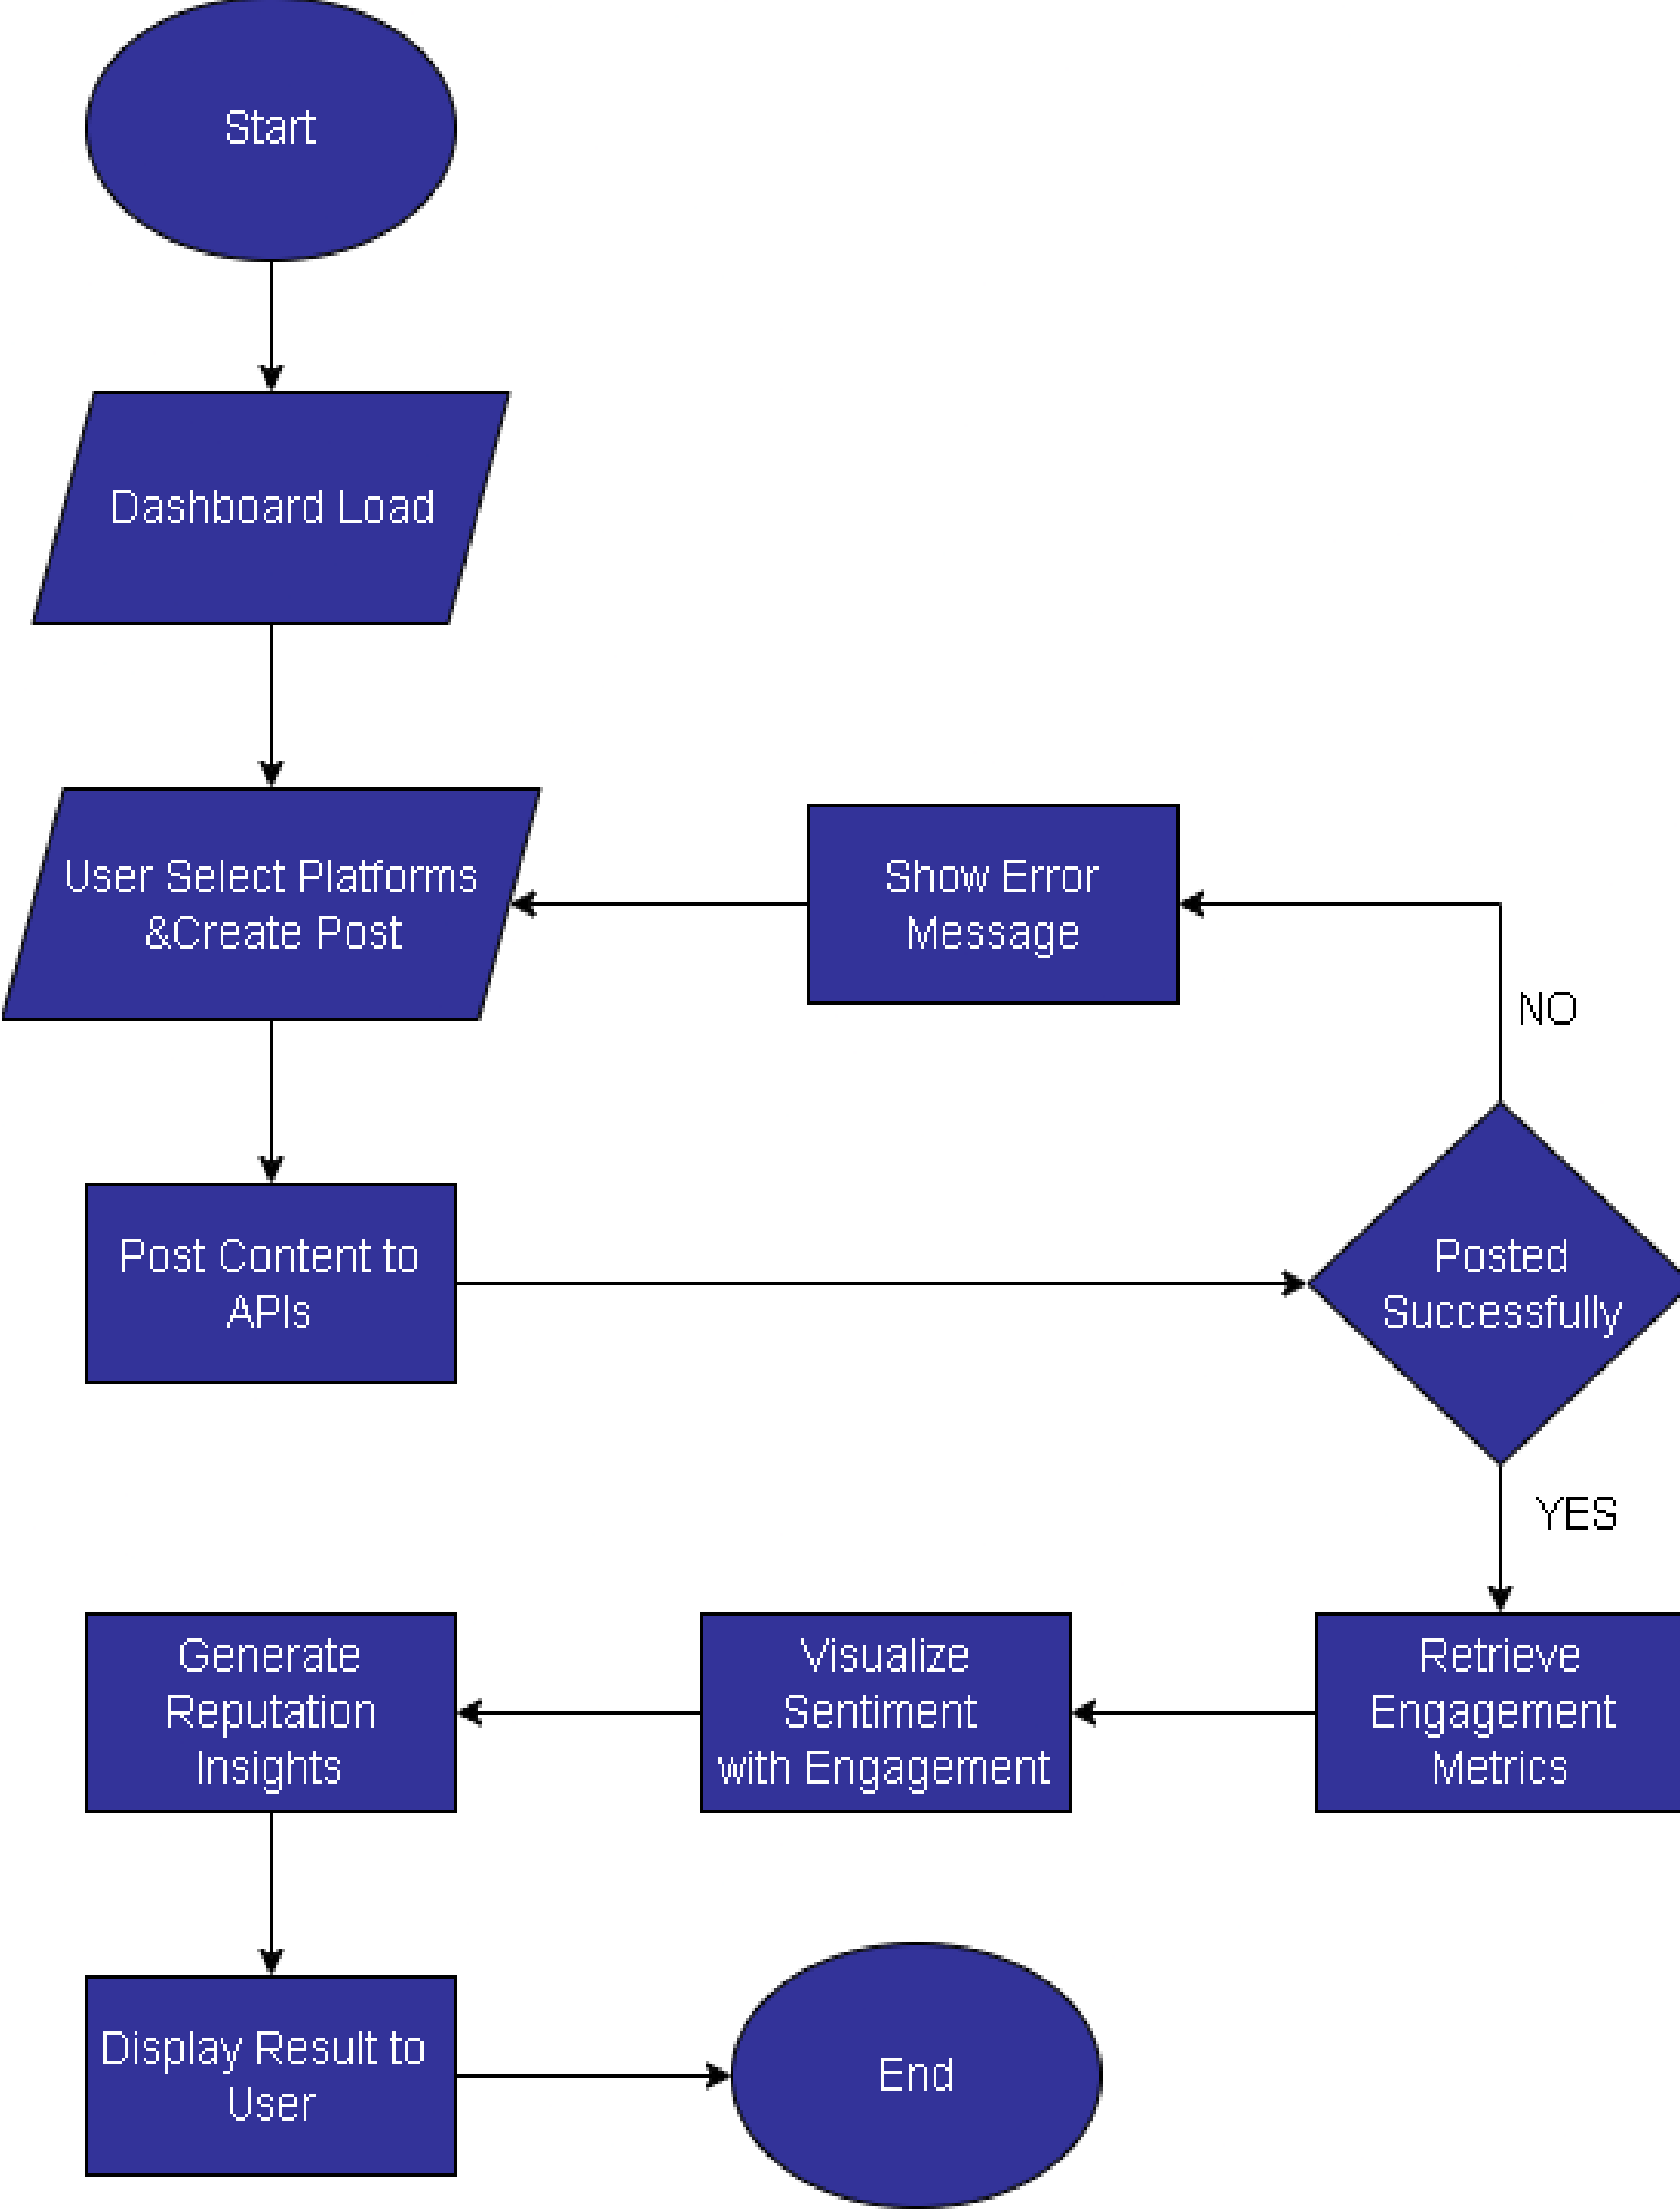 Start
Dashboard Load
User Select Platforms
&Create Post
Show Error
Message
NO
Post Content to
APIs
Posted
Successfully
YES
Generate
Reputation
Insights
Visualize
Sentiment
with Engagement
Retrieve
Engagement
Metrics
Display Result to
User
End